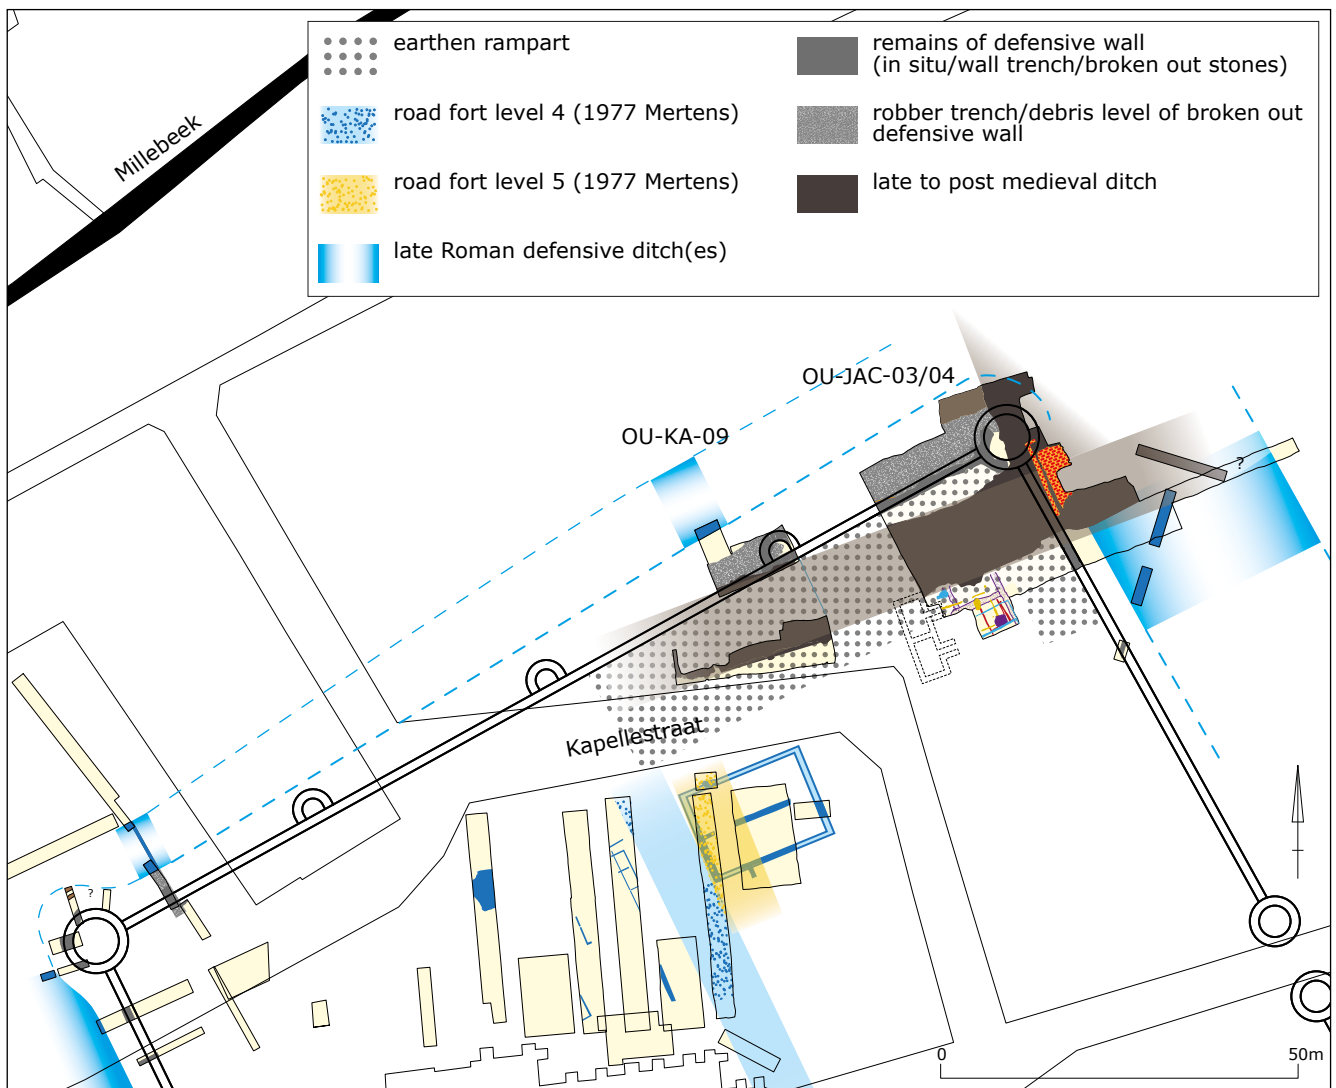 earthen rampart
road fort level 4 (1977 Mertens)
road fort level 5 (1977 Mertens)
late Roman defensive ditch(es)
remains of defensive wall
(in situ/wall trench/broken out stones)
robber trench/debris level of broken out
defensive wall
late to post medieval ditch
Millebeek
OU-JAC-03/04
OU-KA-09
?
Kapellestraat
?
0
50m